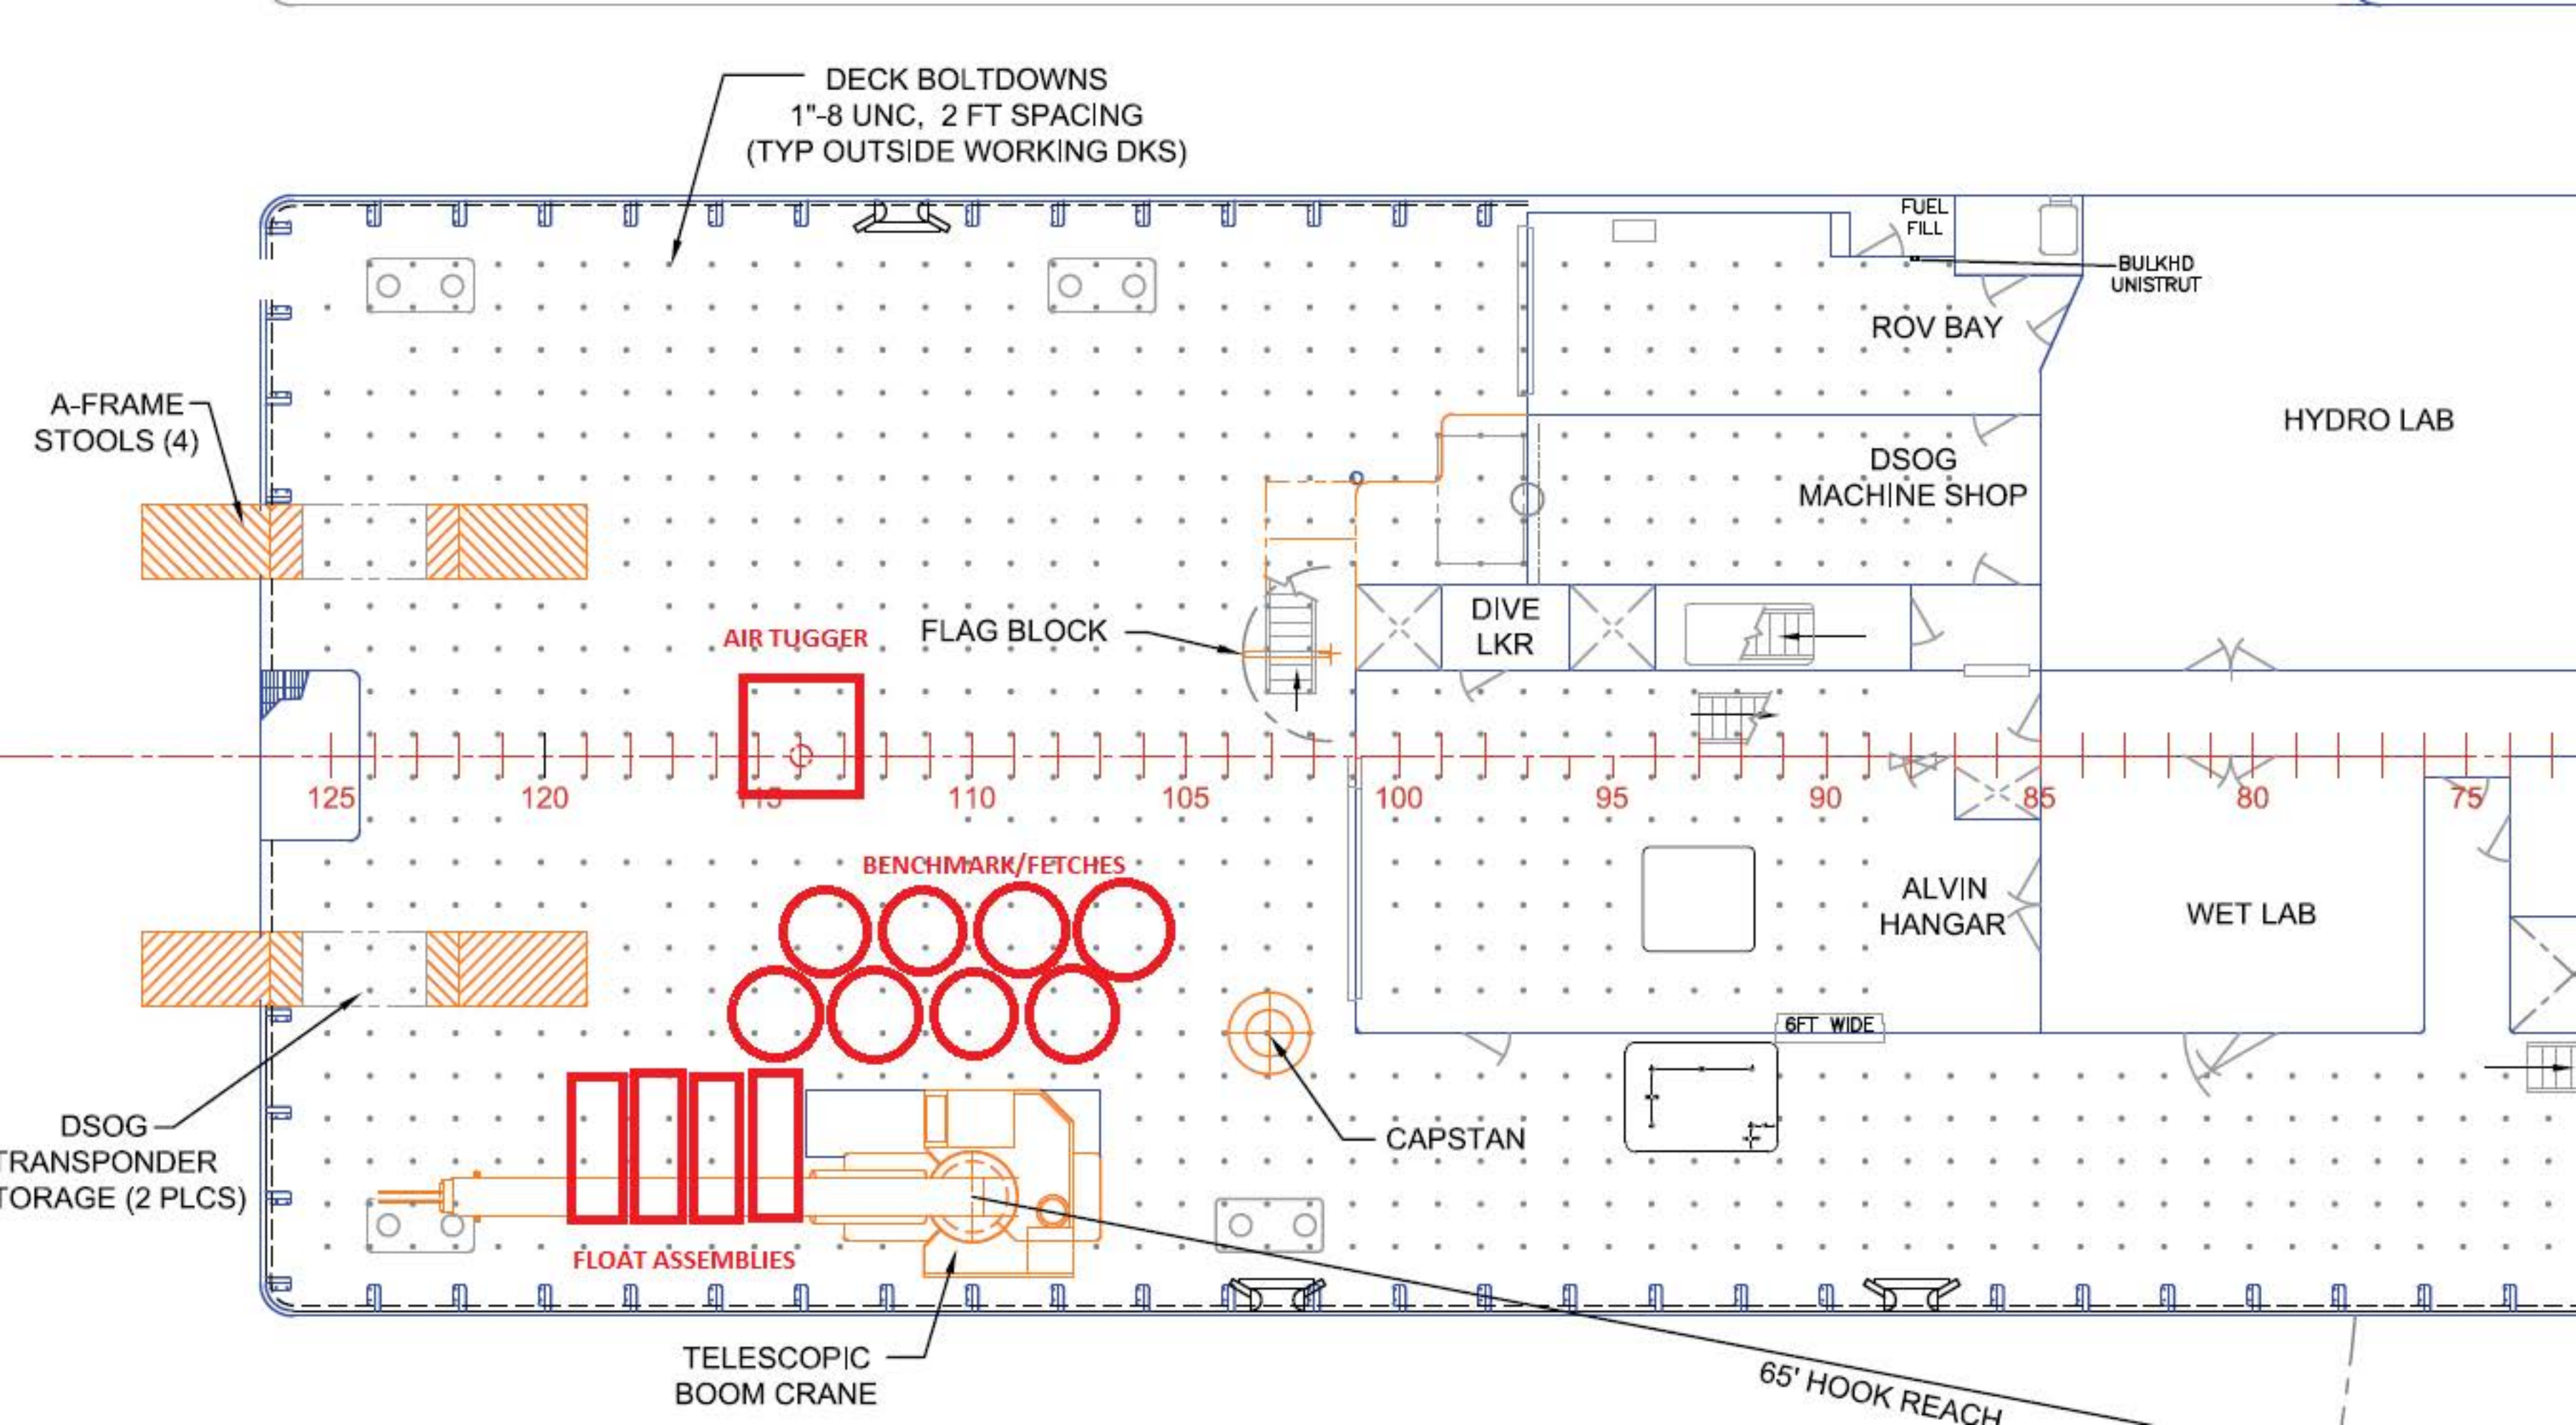 DECK BOLTDOWNS
1"-8 UNC, 2 FT SPACING
(TYP OUTSIDE WORKING DKS)
FUEL
FILL
BULKHD
UNISTRUT
ROV BAY
A-FRAME
STOOLS (4)
HYDRO LAB
DSOG
MACHINE SHOP
DIVE
LKR
FLAG BLOCK
AIR TUGGER
125 120 115 110 105 100 95 90 85 80 75
BENCHMARK/FETCHES
ALVIN
HANGAR
WET LAB
6FT WIDE
DSOG
TRANSPONDER
STORAGE (2 PLCS)
CAPSTAN
FLOAT ASSEMBLIES
TELESCOPIC
BOOM CRANE
65' HOOK REACH